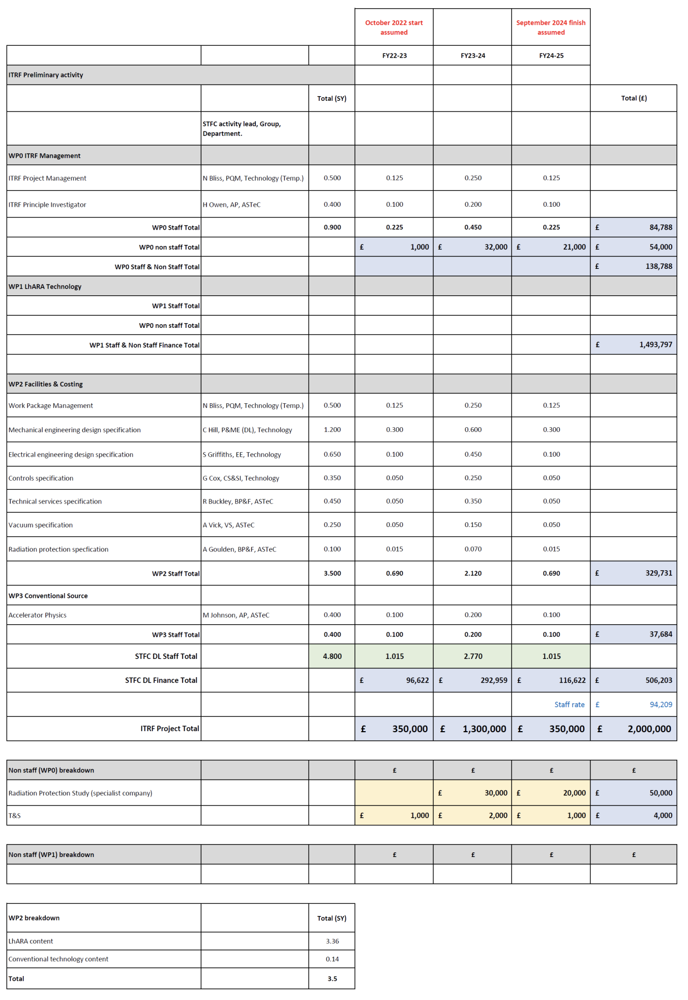 October 2022 start
assumed
September 2024 finish
assumed
FY22-23 FY23-24 FY24-25
ITRF Preliminary activity
Total (SY) Total (£)
STFC activity lead, Group,
Department.
WP0 ITRF Management
ITRF Project Management N Bliss, PQM, Technology (Temp.) 0.500 0.125 0.250 0.125
ITRF Principle Investigator H Owen, AP, ASTeC 0.400 0.100 0.200 0.100
WP0 Staff Total 0.900 0.225 0.450 0.225 £ 84,788
WP0 non staff Total £ 1,000 £ 32,000 £ 21,000 £ 54,000
WP0 Staff & Non Staff Total £ 138,788
WP1 LhARA Technology
WP1 Staff Total
WP0 non staff Total
WP1 Staff & Non Staff Finance Total £ 1,493,797
WP2 Facilities & Costing
Work Package Management N Bliss, PQM, Technology (Temp.) 0.500 0.125 0.250 0.125
Mechanical engineering design specification C Hill, P&ME (DL), Technology 1.200 0.300 0.600 0.300
Electrical engineering design specification S Griffiths, EE, Technology 0.650 0.100 0.450 0.100
Controls specification G Cox, CS&SI, Technology 0.350 0.050 0.250 0.050
Technical services specification R Buckley, BP&F, ASTeC 0.450 0.050 0.350 0.050
Vacuum specification A Vick, VS, ASTeC 0.250 0.050 0.150 0.050
Radiation protection specfication A Goulden, BP&F, ASTeC 0.100 0.015 0.070 0.015
WP2 Staff Total 3.500 0.690 2.120 0.690 £ 329,731
WP3 Conventional Source
Accelerator Physics M Johnson, AP, ASTeC 0.400 0.100 0.200 0.100
WP3 Staff Total 0.400 0.100 0.200 0.100 £ 37,684
STFC DL Staff Total 4.800 1.015 2.770 1.015
STFC DL Finance Total £ 96,622 £ 292,959 £ 116,622 £ 506,203
Staff rate £ 94,209
ITRF Project Total £ 350,000 £ 1,300,000 £ 350,000 £ 2,000,000
Non staff (WP0) breakdown £ £ £ £
Radiation Protection Study (specialist company) £ 30,000 £ 20,000 £ 50,000
T&S £ 1,000 £ 2,000 £ 1,000 £ 4,000
Non staff (WP1) breakdown £ £ £ £
WP2 breakdown Total (SY)
LhARA content 3.36
Conventional technology content 0.14
Total 3.5